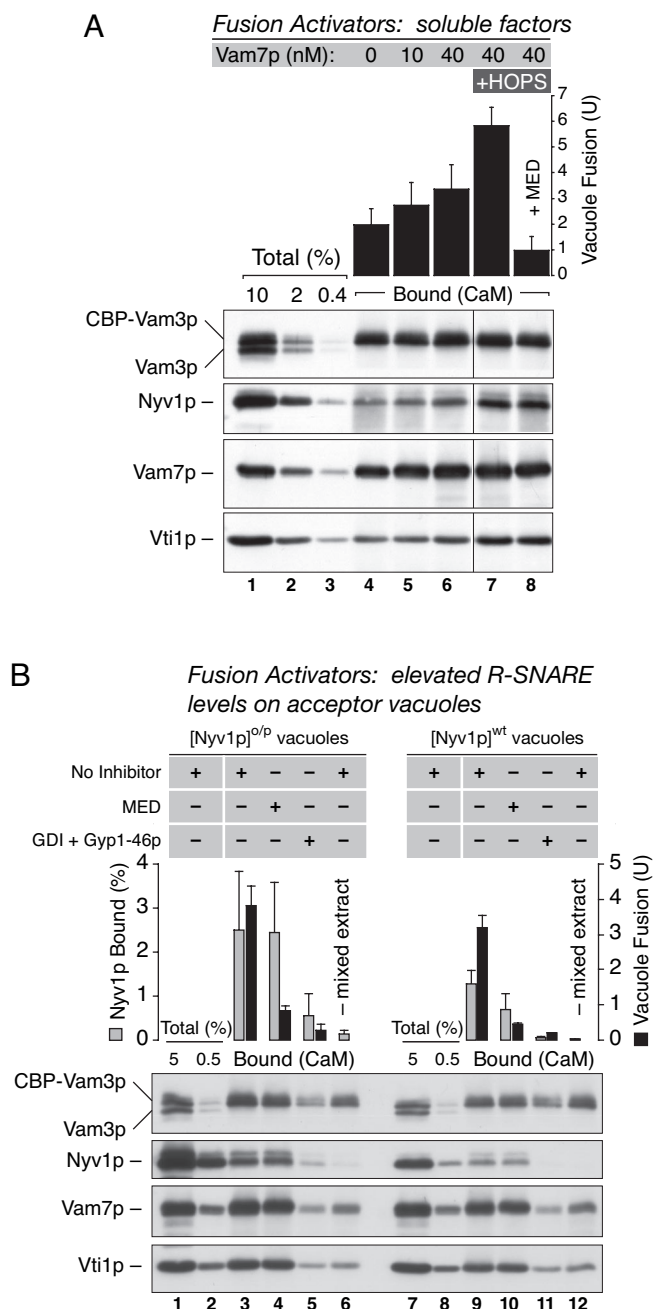 A
Fusion Activators: soluble factors
Vam7p (nM): 0 10 40 40 40
+HOPS
7
6
5
4
3
2
1
0
Vacuole Fusion (U)
+ MED
Total (%)
10 2 0.4
Bound (CaM)
CBP-Vam3p
Vam3p
Nyv1p –
Vam7p –
Vti1p –
1 2 3 4 5 6 7 8
B
Fusion Activators: elevated R-SNARE
levels on acceptor vacuoles
[Nyv1p]o/p vacuoles [Nyv1p]wt vacuoles
No Inhibitor + + – – + + + – – +
MED – – + – – – – + – –
GDI + Gyp1-46p – – – + – – – – + –
4
3
2
1
0
Nyv1p Bound (%)
– mixed extract
– mixed extract
5
4
3
2
1
0
Vacuole Fusion (U)
Total (%) Total (%)
5 0.5 Bound (CaM) 5 0.5 Bound (CaM)
CBP-Vam3p
Vam3p
Nyv1p –
Vam7p –
Vti1p –
1 2 3 4 5 6 7 8 9 10 11 12